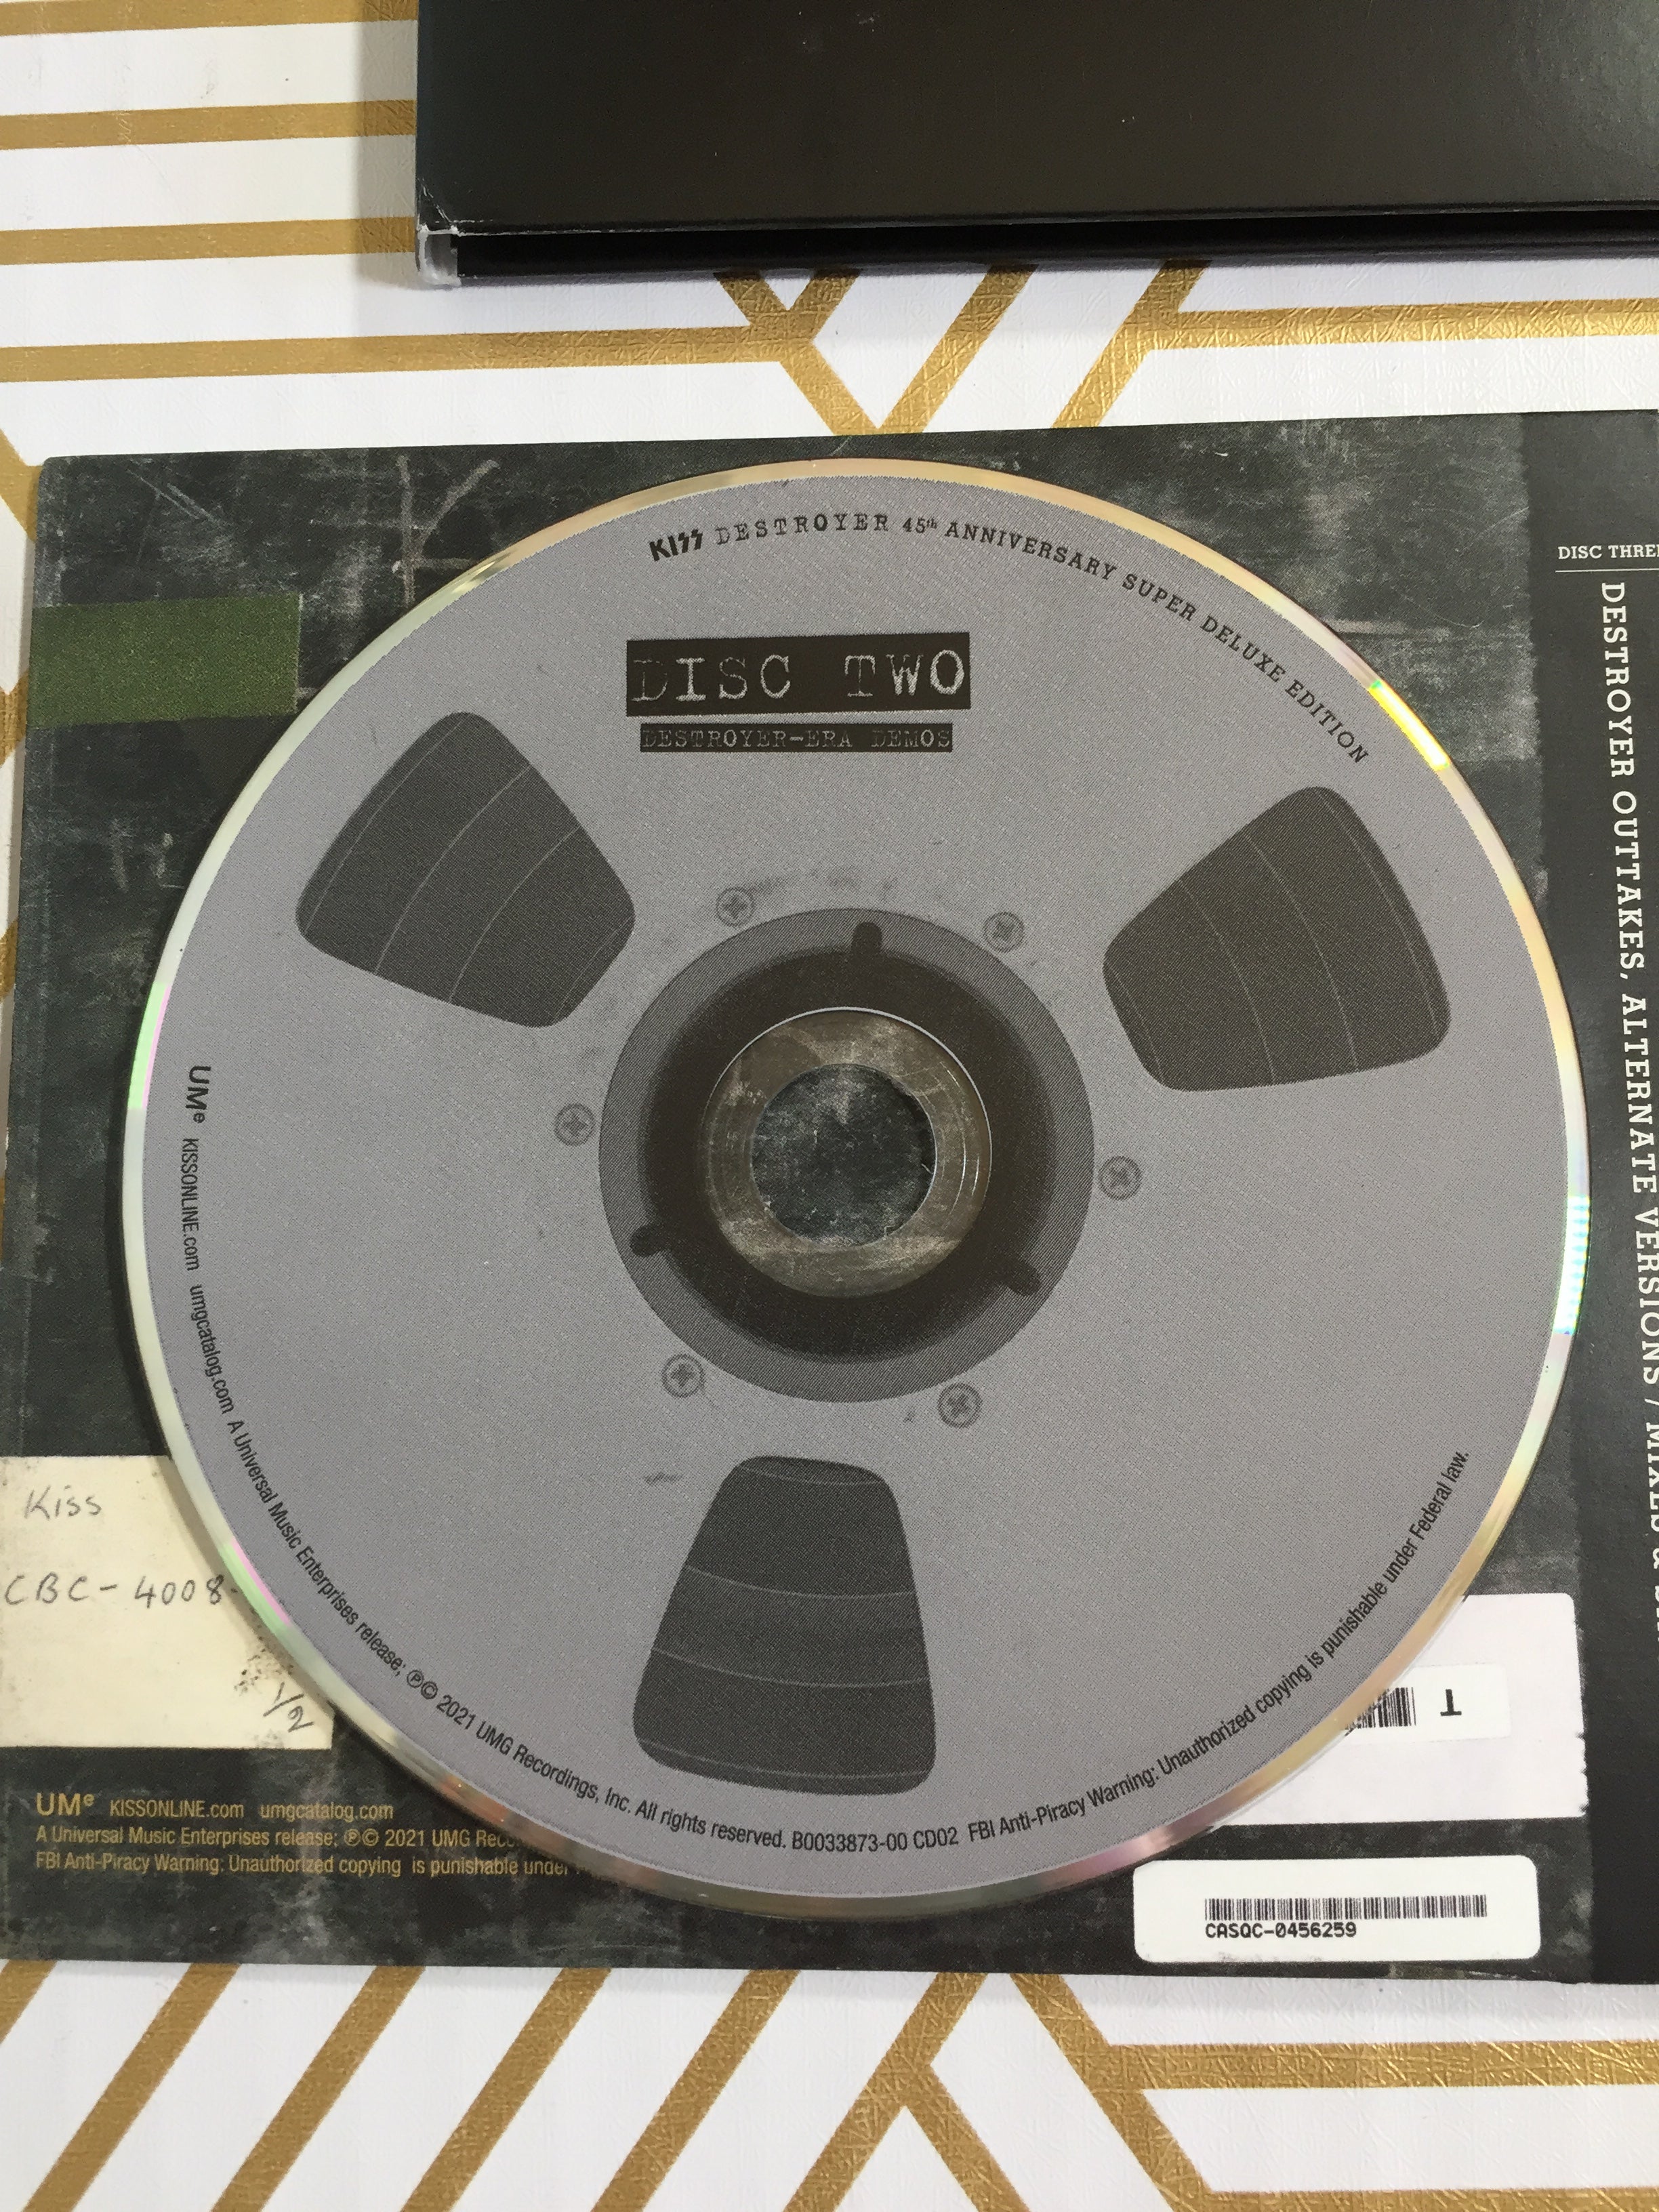 KISS DESTROYER 45th ANNIVERSARY SUPER DELUXE EDITION
DISC TWO
DESTROYER-ERA DEMOS
UMe KISSONLINE.com umgcatalog.com A Universal Music Enterprises release; ℗© 2021 UMG Recordings, Inc. All rights reserved. B0033873-00 CD02 FBI Anti-Piracy Warning: Unauthorized copying is punishable under Federal law.
DISC THREE
DESTROYER OUTTAKES, ALTERNATE VERSIONS / MIXES &
Kiss
CBC-4008-
1/2
T
UMe KISSONLINE.com umgcatalog.com
A Universal Music Enterprises release; ℗© 2021 UMG
FBI Anti-Piracy Warning: Unauthorized copying is punishable under
CASQC-0456259